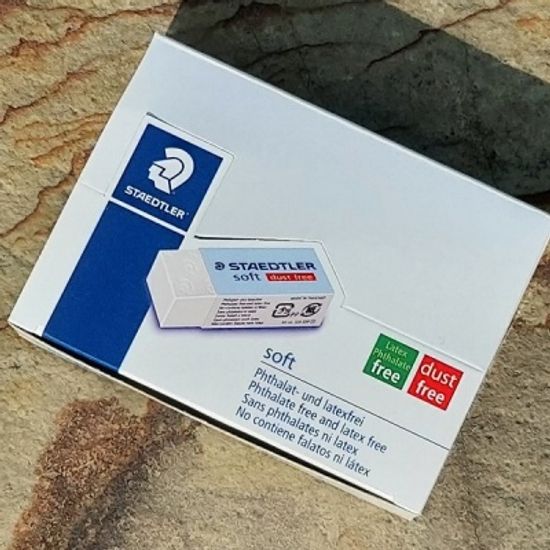 STAEDTLER
STAEDTLER
soft dust free
soft
Phthalat- und latexfrei
Phthalate free and latex free
Sans phthalates ni latex
No contiene falatos ni látex
Latex
Phthalate
free
dust
free